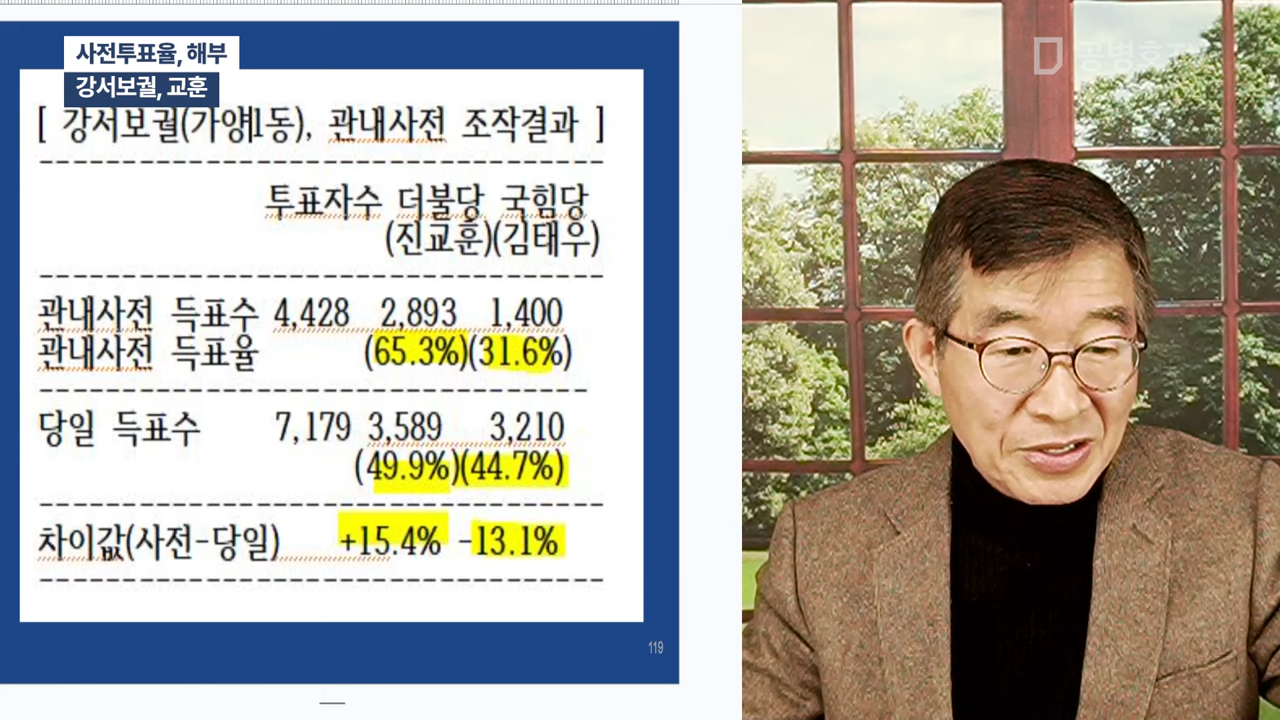 사전투표율, 해부
강서보궐, 교훈
[ 강서보궐(가양1동), 관내사전 조작결과 ]
투표자수 더불당 국힘당
(진교훈)(김태우)
관내사전 득표수 4,428 2,893 1,400
관내사전 득표율 (65.3%)(31.6%)
당일 득표수 7,179 3,589 3,210
(49.9%)(44.7%)
차이값(사전-당일) +15.4% -13.1%
119
공병호